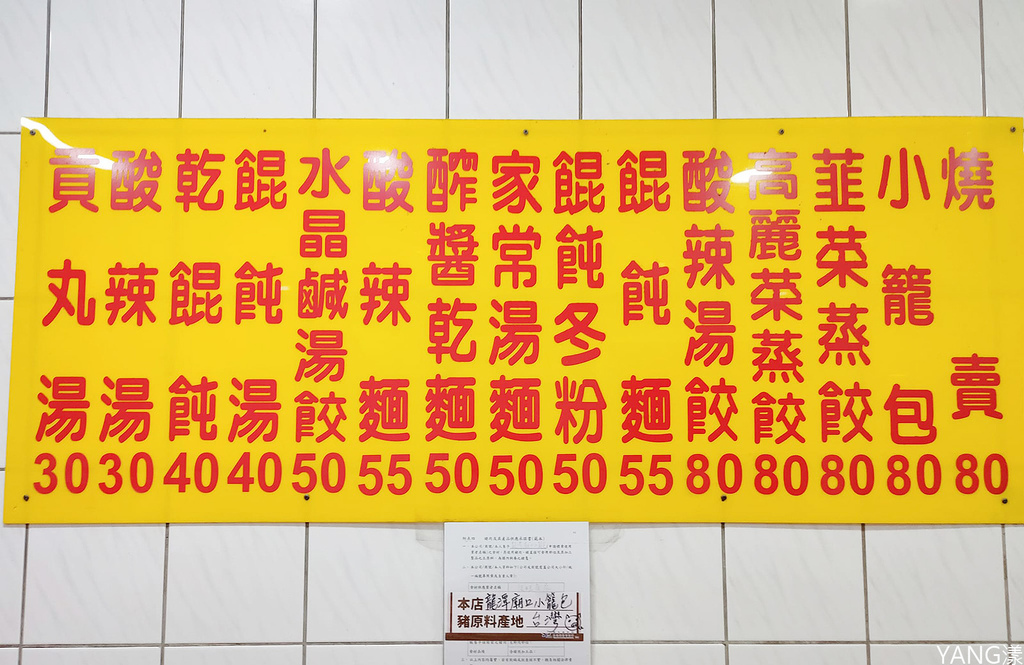 燒賣80
小籠包80
韮菜蒸餃80
高麗菜蒸餃80
酸辣湯餃80
餛飩麵55
餛飩冬粉50
家常湯麵50
醡醬乾麵50
酸辣麵55
水晶鹹湯餃50
餛飩湯40
乾餛飩40
酸辣湯30
貢丸湯30
本店龍潭廟口小籠包
豬原料產地 台灣
YANG漾